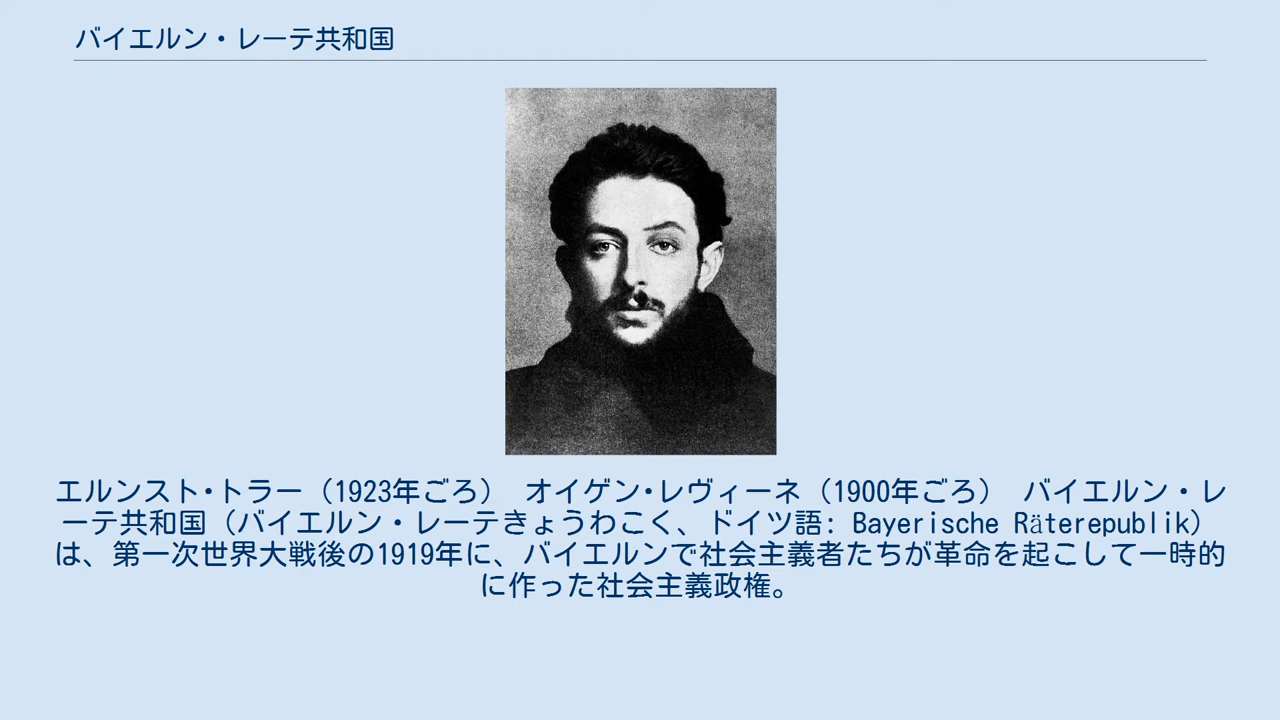 バイエルン・レーテ共和国
エルンスト・トラー（1923年ごろ） オイゲン・レヴィーネ（1900年ごろ） バイエルン・レ
ーテ共和国（バイエルン・レーテきょうわこく、ドイツ語: Bayerische Räterepublik）
は、第一次世界大戦後の1919年に、バイエルンで社会主義者たちが革命を起こして一時的
に作った社会主義政権。